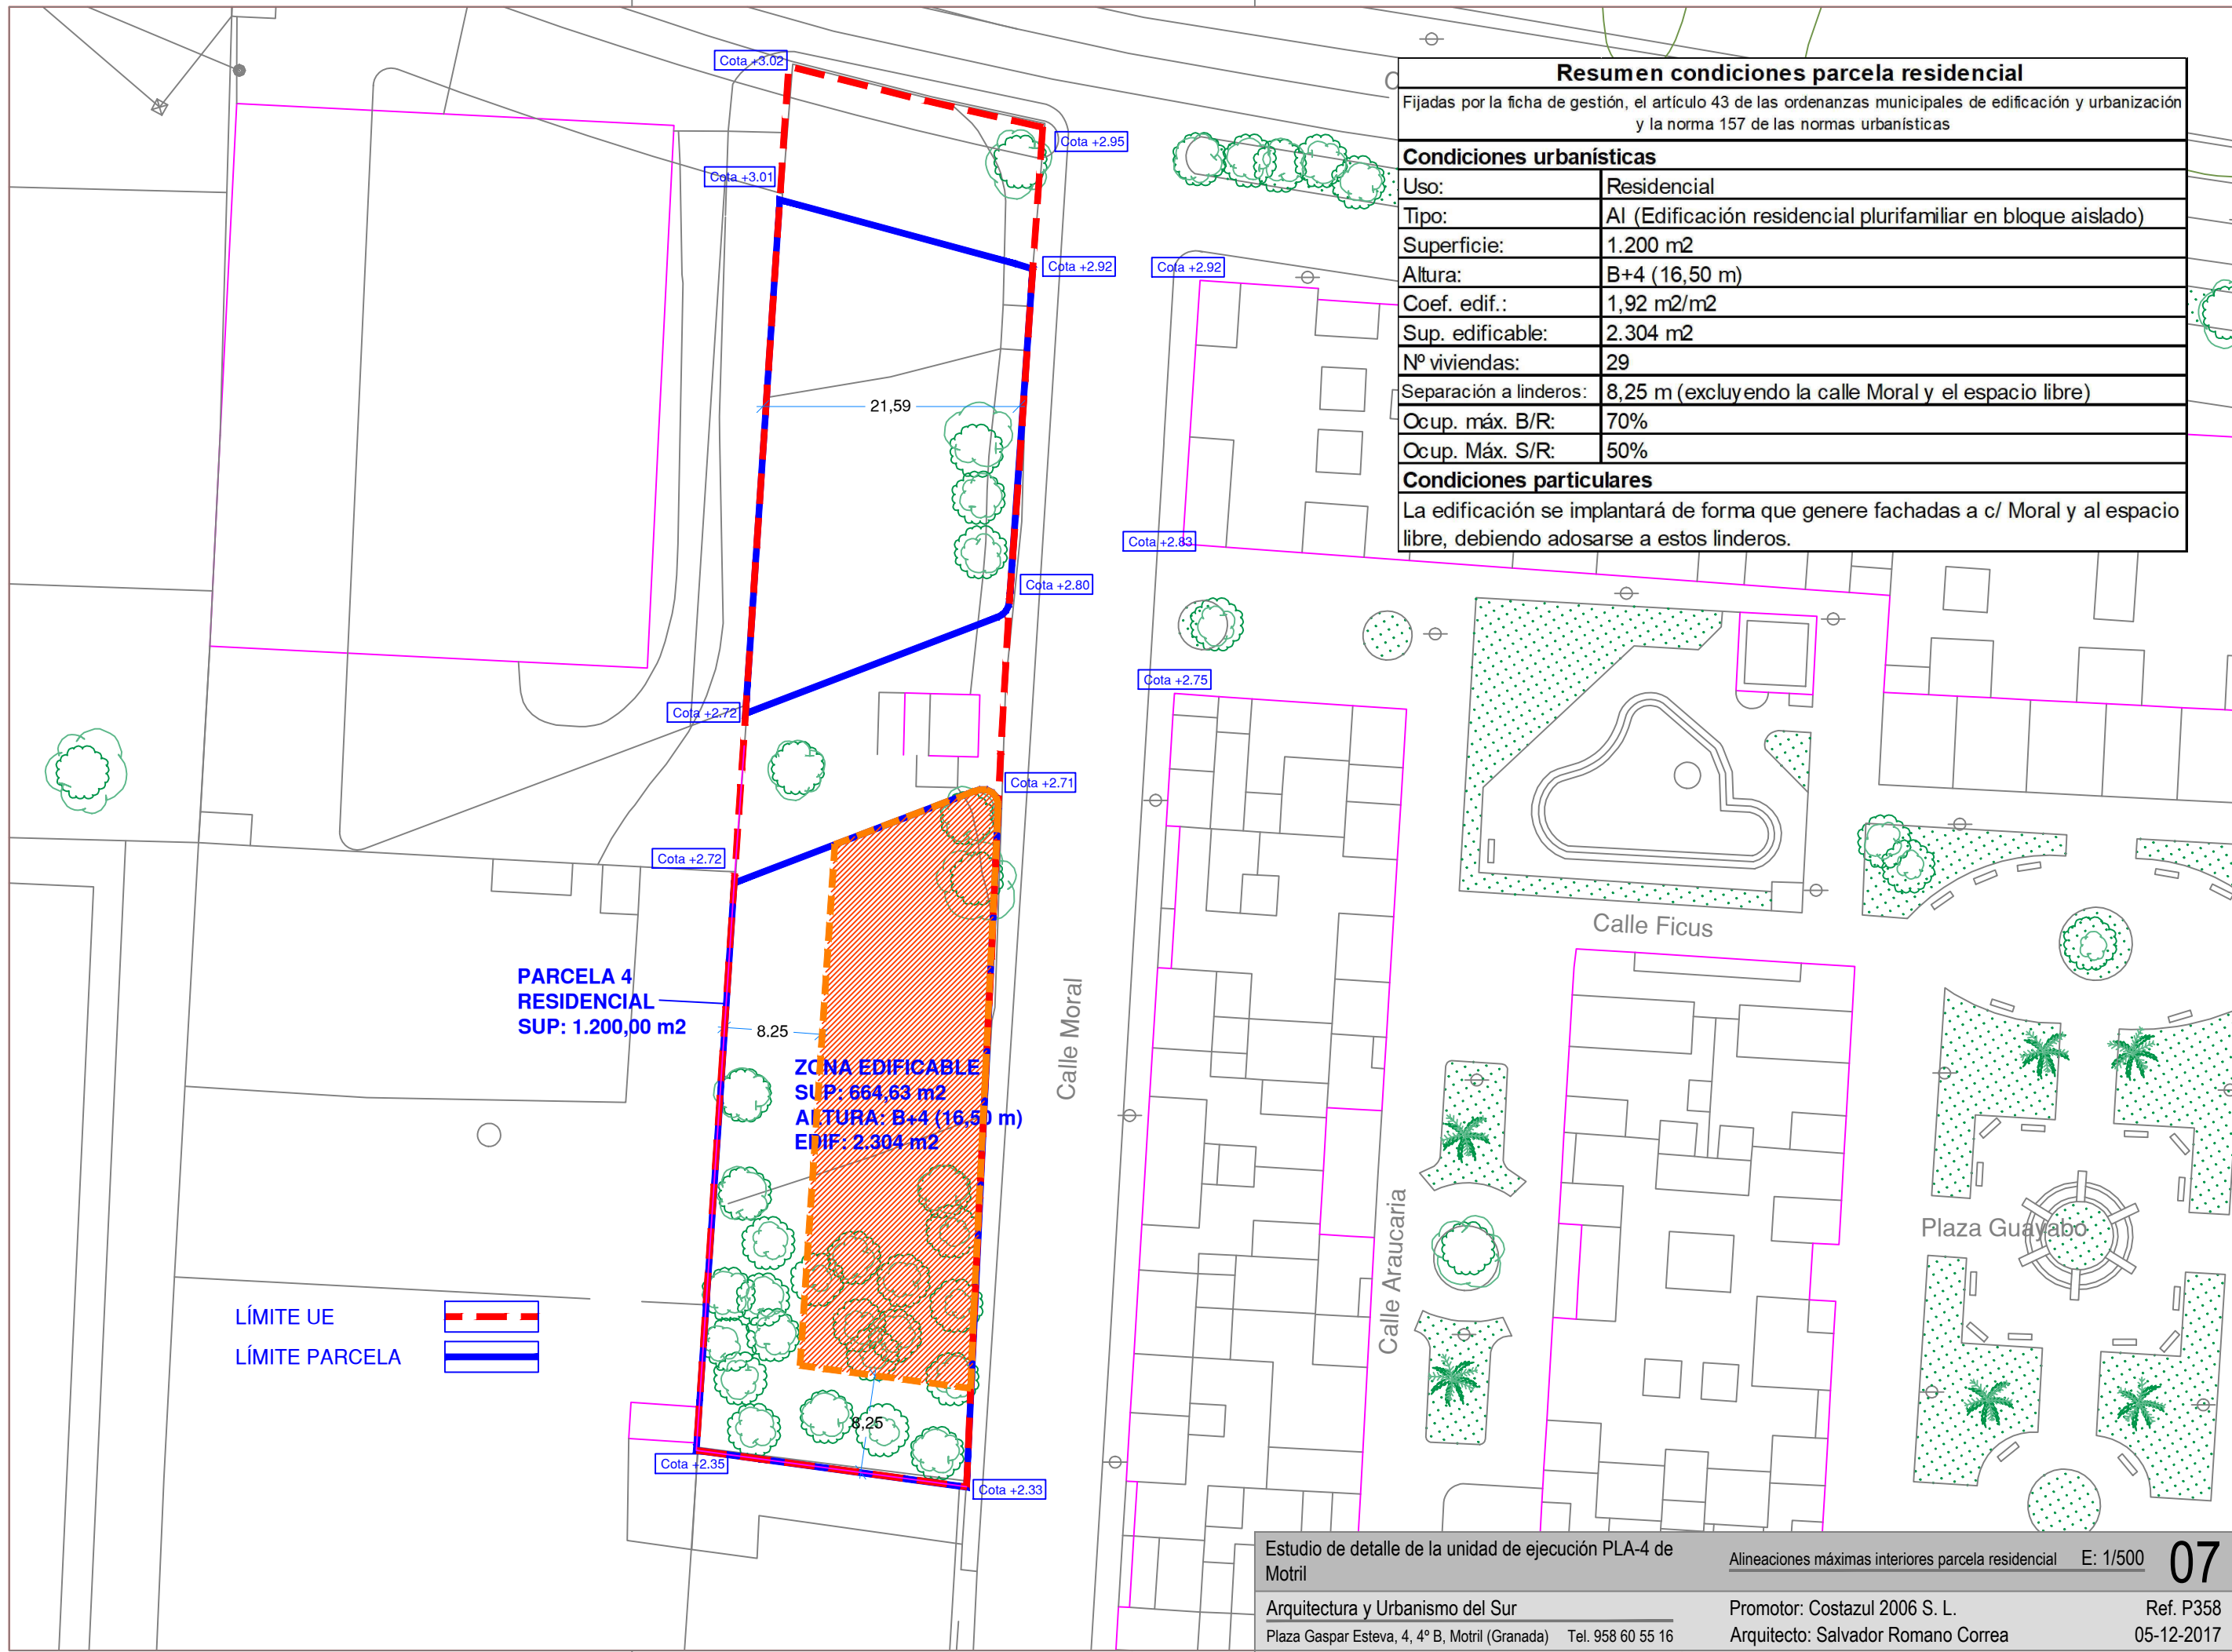 Cota +3.02
Cota +2.95
Cota +3.01
Cota +2.92
Cota +2.92
21,59
Cota +2.83
Cota +2.80
Cota +2.75
Cota +2.72
Cota +2.71
Cota +2.72
Resumen condiciones parcela residencial
Fijadas por la ficha de gestión, el artículo 43 de las ordenanzas municipales de edificación y urbanización
y la norma 157 de las normas urbanísticas
Condiciones urbanísticas
Uso: Residencial
Tipo: AI (Edificación residencial plurifamiliar en bloque aislado)
Superficie: 1.200 m2
Altura: B+4 (16,50 m)
Coef. edif.: 1,92 m2/m2
Sup. edificable: 2.304 m2
Nº viviendas: 29
Separación a linderos: 8,25 m (excluyendo la calle Moral y el espacio libre)
Ocup. máx. B/R: 70%
Ocup. Máx. S/R: 50%
Condiciones particulares
La edificación se implantará de forma que genere fachadas a c/ Moral y al espacio
libre, debiendo adosarse a estos linderos.
Calle Ficus
PARCELA 4
RESIDENCIAL
SUP: 1.200,00 m2
8.25
ZONA EDIFICABLE
SUP: 664,63 m2
ALTURA: B+4 (16,50 m)
EDIF: 2.304 m2
Calle Moral
Calle Araucaria
Plaza Guayabo
LÍMITE UE
LÍMITE PARCELA
8,25
Cota +2.35
Cota +2.33
Estudio de detalle de la unidad de ejecución PLA-4 de
Motril
Alineaciones máximas interiores parcela residencial E: 1/500
07
Arquitectura y Urbanismo del Sur
Plaza Gaspar Esteva, 4, 4º B, Motril (Granada) Tel. 958 60 55 16
Promotor: Costazul 2006 S. L.
Arquitecto: Salvador Romano Correa
Ref. P358
05-12-2017